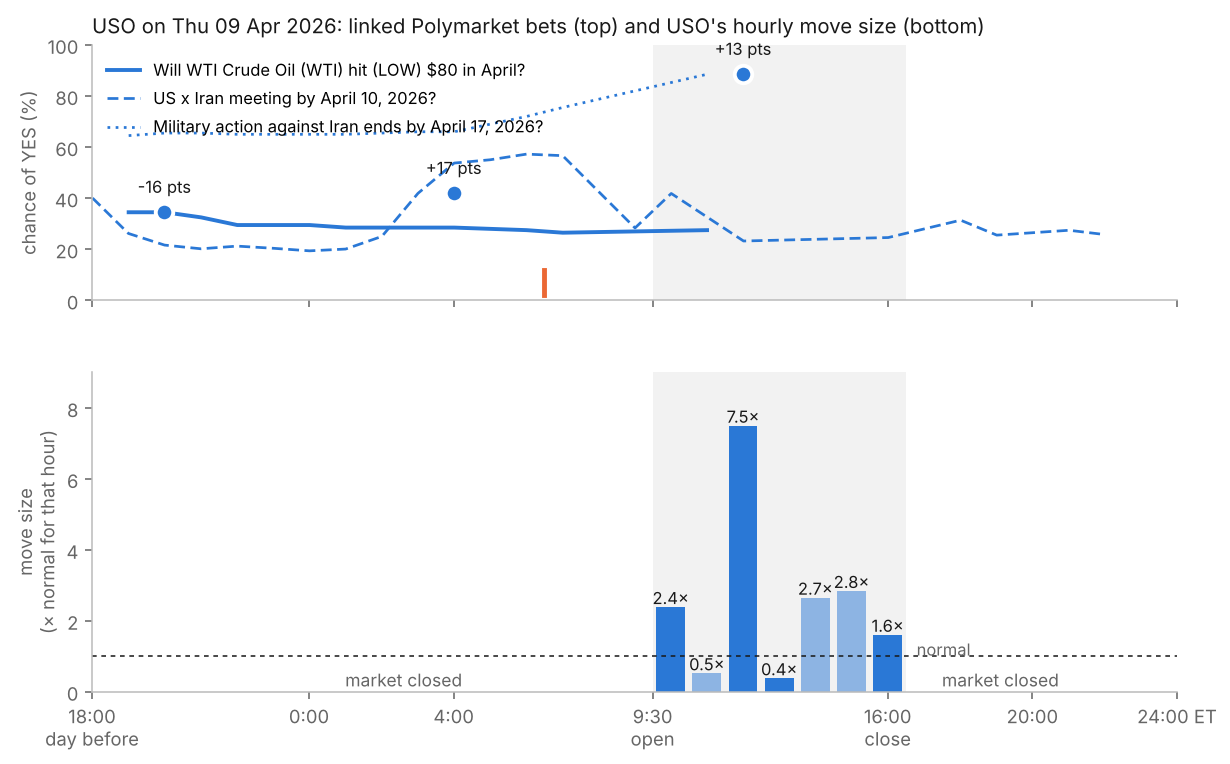 USO on Thu 09 Apr 2026: linked Polymarket bets (top) and USO's hourly move size (bottom)
chance of YES (%)
100
80
60
40
20
0
Will WTI Crude Oil (WTI) hit (LOW) $80 in April?
US x Iran meeting by April 10, 2026?
Military action against Iran ends by April 17, 2026?
-16 pts
+17 pts
+13 pts
move size
(× normal for that hour)
8
6
4
2
0
2.4×
0.5×
7.5×
0.4×
2.7×
2.8×
1.6×
normal
market closed
market closed
18:00
day before
0:00
4:00
9:30
open
16:00
close
20:00
24:00 ET